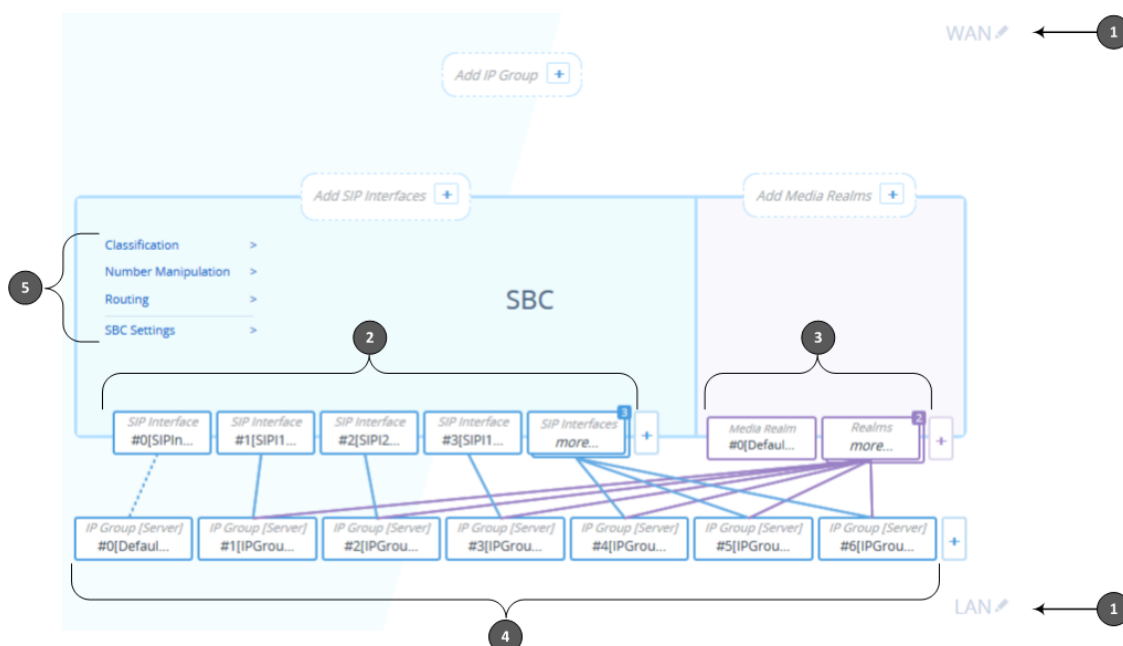 WAN
1
Add IP Group +
Add SIP Interfaces +
Add Media Realms +
Classification >
Number Manipulation >
Routing >
SBC Settings >
5
SBC
2
3
SIP Interface
#0[SIPIn...
SIP Interface
#1[SIPI1...
SIP Interface
#2[SIPI2...
SIP Interface
#3[SIPI1...
3
SIP Interfaces
more...
+
Media Realm
#0[Defaul...
2
Realms
more...
+
IP Group [Server]
#0[Defaul...
IP Group [Server]
#1[IPGrou...
IP Group [Server]
#2[IPGrou...
IP Group [Server]
#3[IPGrou...
IP Group [Server]
#4[IPGrou...
IP Group [Server]
#5[IPGrou...
IP Group [Server]
#6[IPGrou...
+
LAN
1
4